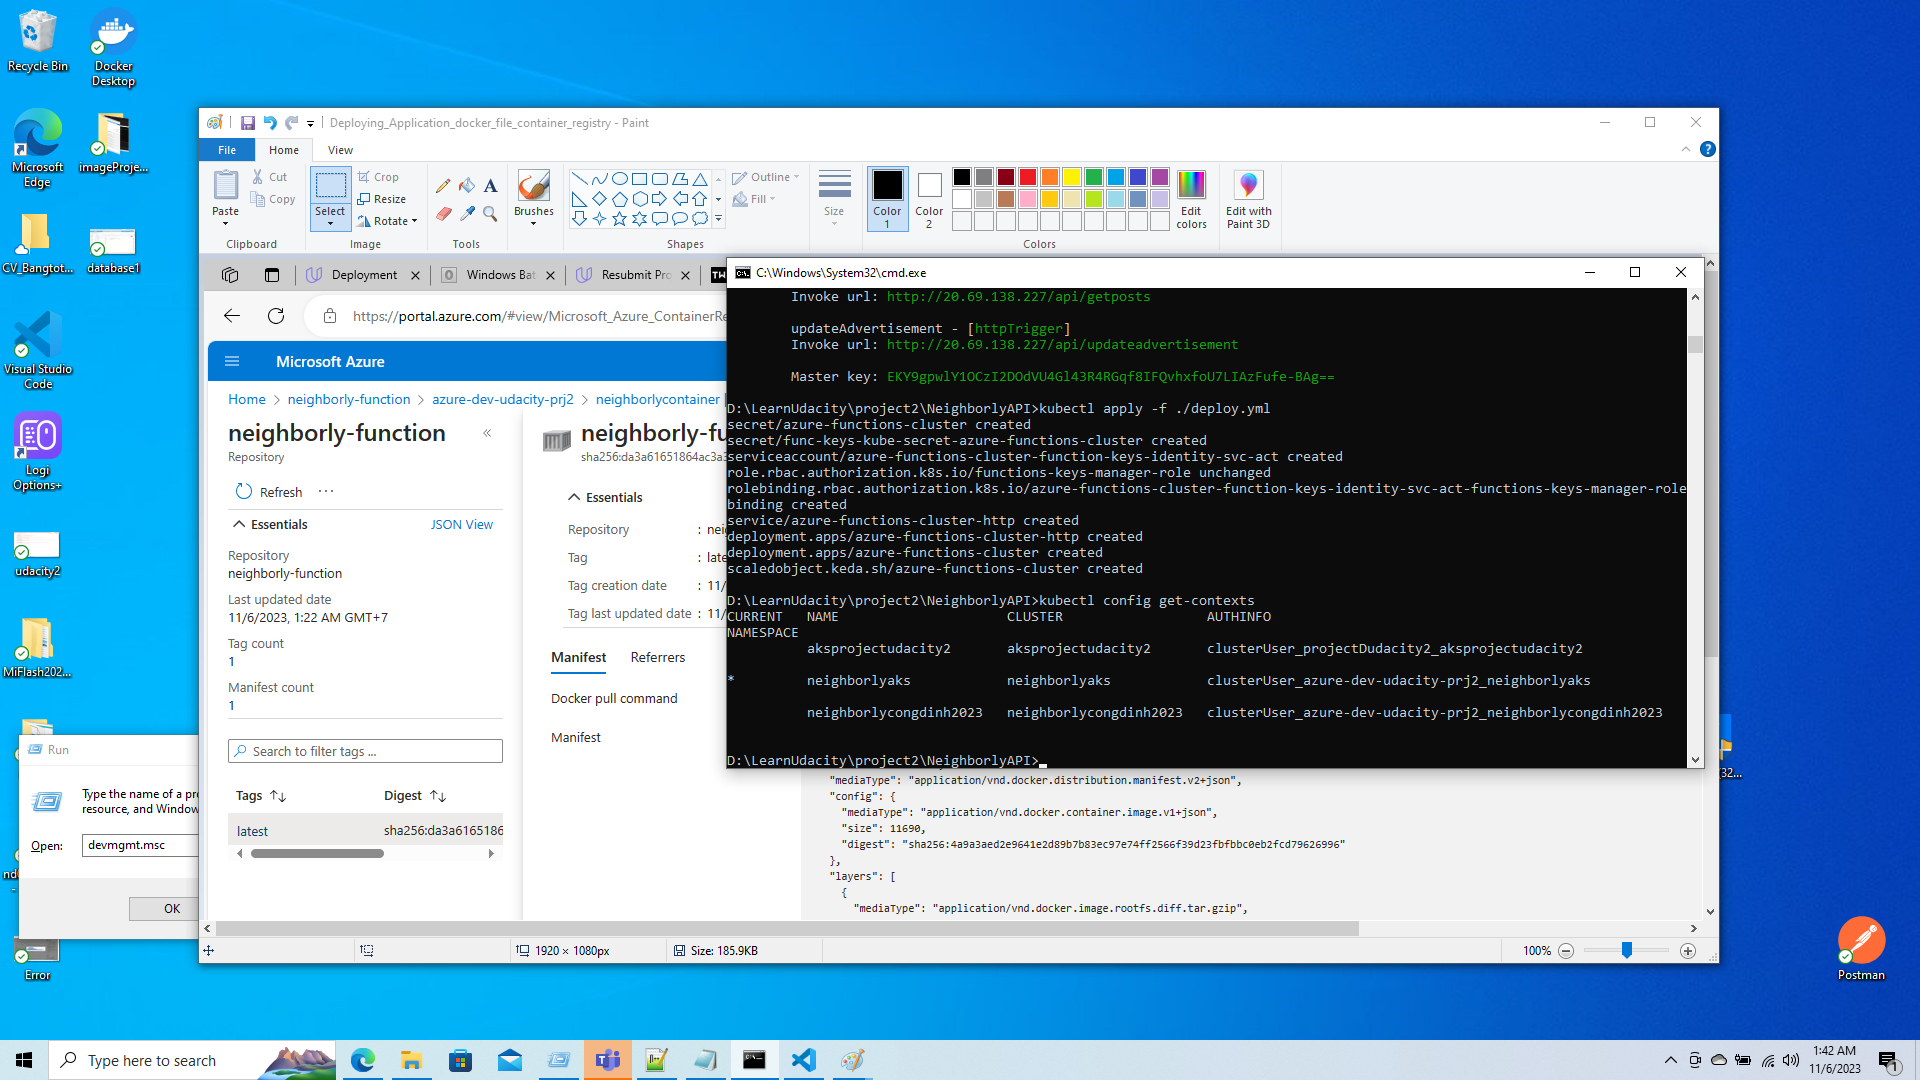 Recycle Bin
Docker
Desktop
Microsoft
Edge
imageProje...
CV_Bangtot...
database1
Visual Studio
Code
Logi
Options+
udacity2
MiFlash202...
Error
Postman
Deploying_Application_docker_file_container_registry - Paint
File
Home
View
Paste
Cut
Copy
Clipboard
Select
Crop
Resize
Rotate
Image
Tools
Brushes
Shapes
Outline
Fill
Size
Color
1
Color
2
Edit
colors
Colors
Edit with
Paint 3D
Deployment
Windows Bat
Resubmit Pro
TW
https://portal.azure.com/#view/Microsoft_Azure_ContainerRe
Microsoft Azure
Home > neighborly-function > azure-dev-udacity-prj2 > neighborlycontainer
neighborly-function
Repository
Refresh ...
Essentials
JSON View
Repository
neighborly-function
Last updated date
11/6/2023, 1:22 AM GMT+7
Tag count
1
Manifest count
1
Search to filter tags ...
Tags
Digest
latest
sha256:da3a6165186
neighborly-fu
sha256:da3a61651864ac3a3
Essentials
Repository : nei
Tag : late
Tag creation date : 11/
Tag last updated date : 11/
Manifest
Referrers
Docker pull command
Manifest
C:\Windows\System32\cmd.exe
Invoke url: http://20.69.138.227/api/getposts
updateAdvertisement - [httpTrigger]
Invoke url: http://20.69.138.227/api/updateadvertisement
Master key: EKY9gpwlY1OCzI2DOdVU4Gl43R4RGqf8IFQvhxfoU7LIAzFufe-BAg==
D:\LearnUdacity\project2\NeighborlyAPI>kubectl apply -f ./deploy.yml
secret/azure-functions-cluster created
secret/func-keys-kube-secret-azure-functions-cluster created
serviceaccount/azure-functions-cluster-function-keys-identity-svc-act created
role.rbac.authorization.k8s.io/functions-keys-manager-role unchanged
rolebinding.rbac.authorization.k8s.io/azure-functions-cluster-function-keys-identity-svc-act-functions-keys-manager-role
binding created
service/azure-functions-cluster-http created
deployment.apps/azure-functions-cluster-http created
deployment.apps/azure-functions-cluster created
scaledobject.keda.sh/azure-functions-cluster created
D:\LearnUdacity\project2\NeighborlyAPI>kubectl config get-contexts
CURRENT NAME CLUSTER AUTHINFO
NAMESPACE
aksprojectudacity2 aksprojectudacity2 clusterUser_projectDudacity2_aksprojectudacity2
* neighborlyaks neighborlyaks clusterUser_azure-dev-udacity-prj2_neighborlyaks
neighborlycongdinh2023 neighborlycongdinh2023 clusterUser_azure-dev-udacity-prj2_neighborlycongdinh2023
D:\LearnUdacity\project2\NeighborlyAPI>
"mediaType": "application/vnd.docker.distribution.manifest.v2+json",
"config": {
"mediaType": "application/vnd.docker.container.image.v1+json",
"size": 11690,
"digest": "sha256:4a9a3aed2e9641e2d89b7b83ec97e74ff2566f39d23fbfbbc0eb2fcd79626996"
},
"layers": [
{
"mediaType": "application/vnd.docker.image.rootfs.diff.tar.gzip",
1920 × 1080px
Size: 185.9KB
100%
Run
Type the name of a pr
resource, and Window
Open:
devmgmt.msc
OK
Type here to search
1:42 AM
11/6/2023
1